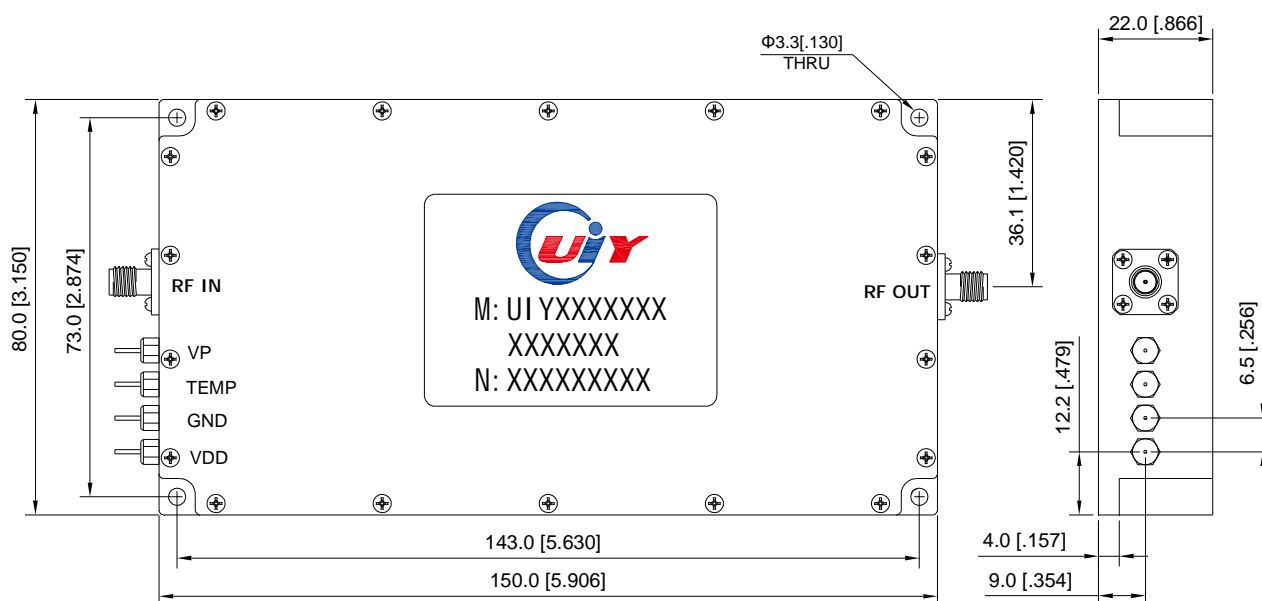 22.0 [.866]
Φ3.3[.130]
THRU
80.0 [3.150]
73.0 [2.874]
36.1 [1.420]
UiY
RF IN
RF OUT
M: UIYXXXXXXXX
XXXXXXX
N: XXXXXXXXX
VP
TEMP
GND
VDD
12.2 [.479]
6.5 [.256]
143.0 [5.630]
150.0 [5.906]
4.0 [.157]
9.0 [.354]